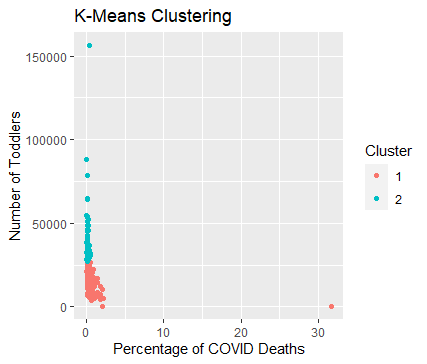 K-Means Clustering
Number of Toddlers
150000
100000
50000
0
0
10
20
30
Percentage of COVID Deaths
Cluster
1
2